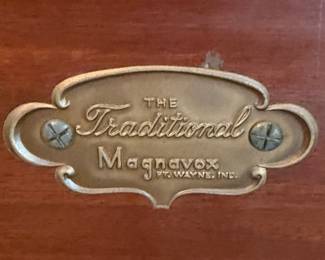 THE
Traditional
Magnavox
FT. WAYNE, IND.